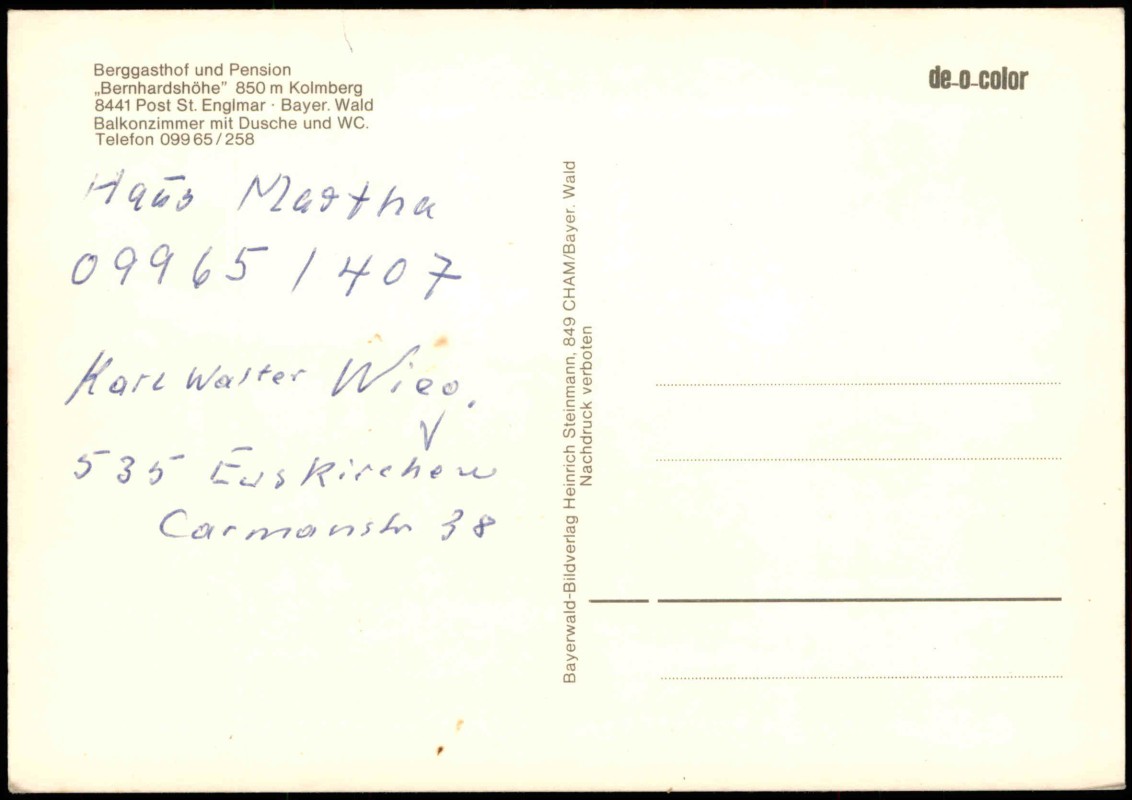 Berggasthof und Pension
„Bernhardshöhe” 850 m Kolmberg
8441 Post St. Englmar · Bayer. Wald
Balkonzimmer mit Dusche und WC.
Telefon 099 65 / 258
Haus Martha
09965 / 407
Karl Walter
535 Euskirchen
Carmanstr 38
Bayerwald-Bildverlag Heinrich Steinmann, 849 CHAM/Bayer. Wald
Nachdruck verboten
de-o-color